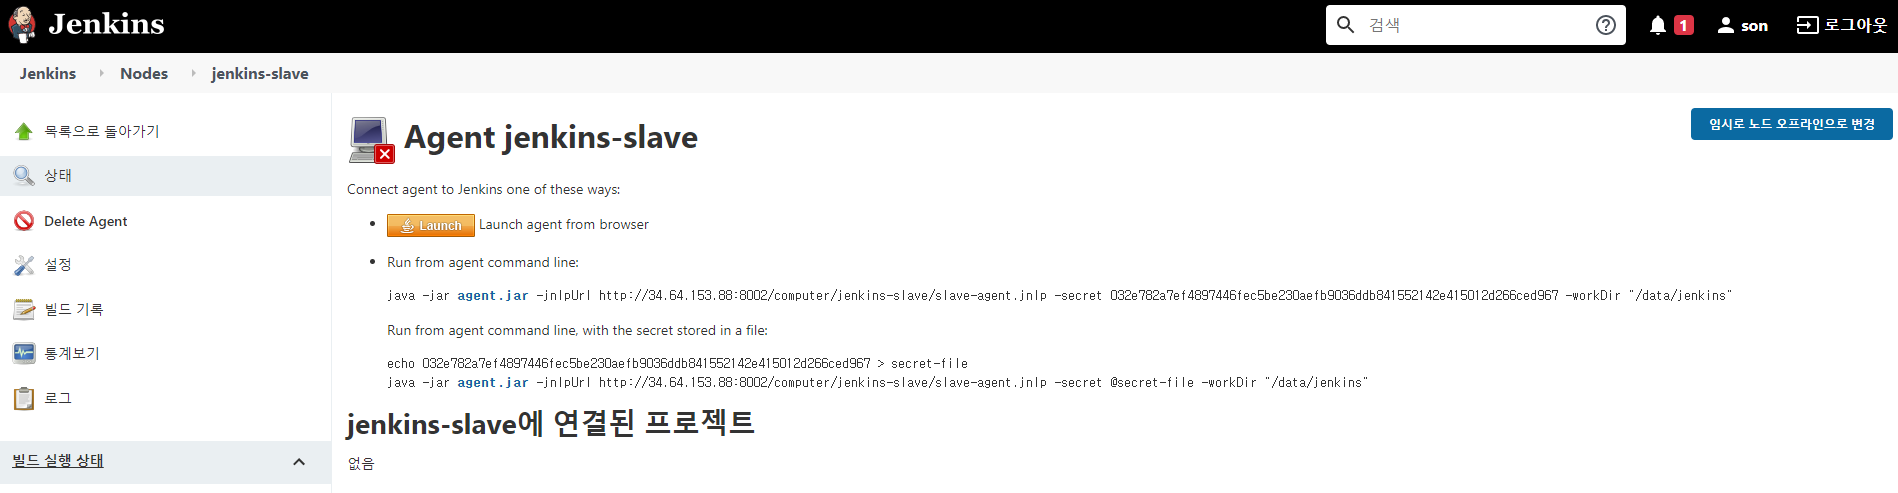 Jenkins
검색
1
son
로그아웃
Jenkins
Nodes
jenkins-slave
목록으로 돌아가기
상태
Delete Agent
설정
빌드 기록
통계보기
로그
빌드 실행 상태
Agent jenkins-slave
임시로 노드 오프라인으로 변경
Connect agent to Jenkins one of these ways:
Launch Launch agent from browser
Run from agent command line:
java -jar agent.jar -jnlpUrl http://34.64.153.88:8002/computer/jenkins-slave/slave-agent.jnlp -secret 032e782a7ef4897446fec5be230aefb9036ddb841552142e415012d266ced967 -workDir "/data/jenkins"
Run from agent command line, with the secret stored in a file:
echo 032e782a7ef4897446fec5be230aefb9036ddb841552142e415012d266ced967 > secret-file
java -jar agent.jar -jnlpUrl http://34.64.153.88:8002/computer/jenkins-slave/slave-agent.jnlp -secret @secret-file -workDir "/data/jenkins"
jenkins-slave에 연결된 프로젝트
없음